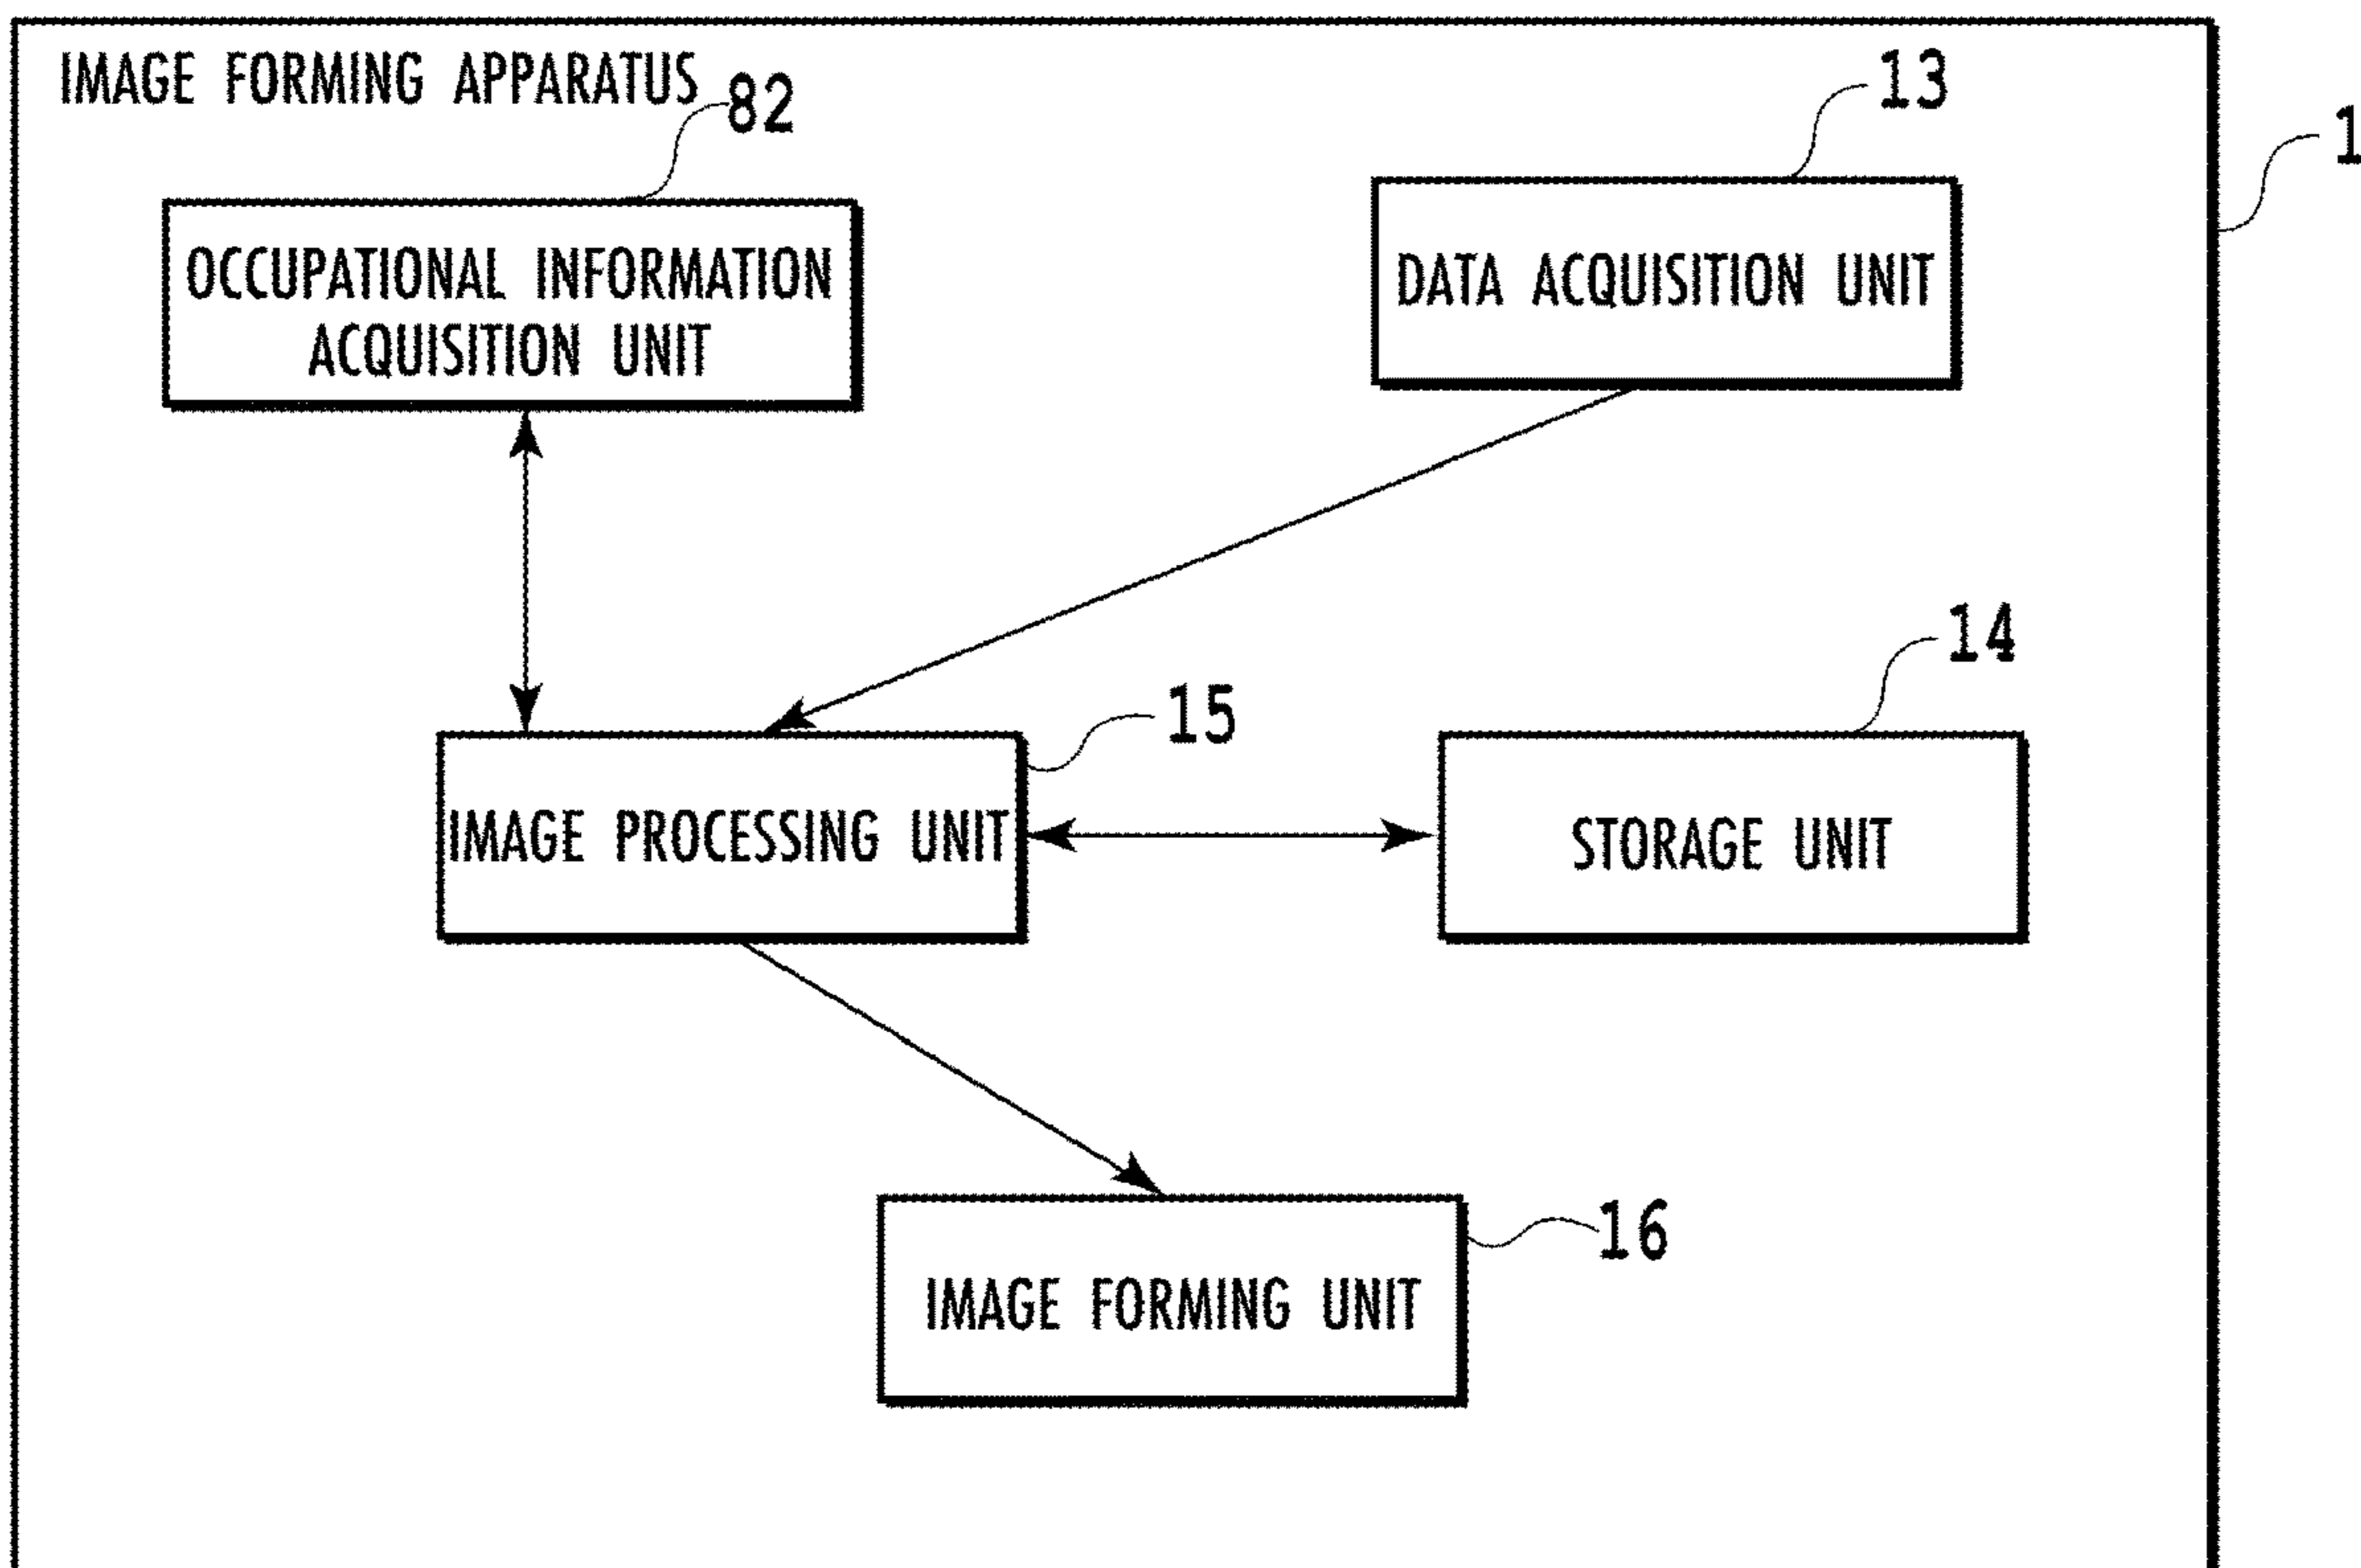 IMAGE FORMING APPARATUS
82
13
1
OCCUPATIONAL INFORMATION
ACQUISITION UNIT
DATA ACQUISITION UNIT
14
15
IMAGE PROCESSING UNIT
STORAGE UNIT
16
IMAGE FORMING UNIT